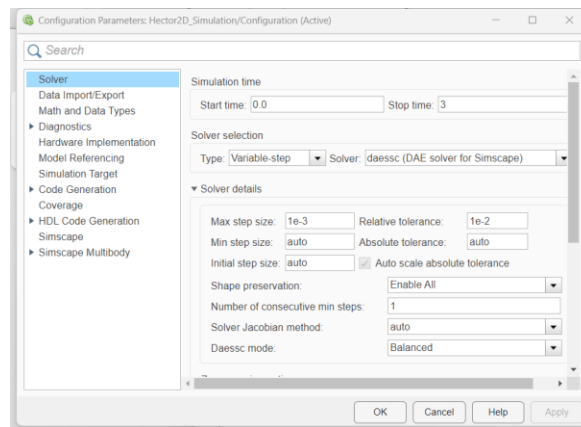 Configuration Parameters: Hector2D_Simulation/Configuration (Active)
Search
Solver
Data Import/Export
Math and Data Types
Diagnostics
Hardware Implementation
Model Referencing
Simulation Target
Code Generation
Coverage
HDL Code Generation
Simscape
Simscape Multibody
Simulation time
Start time: 0.0 Stop time: 3
Solver selection
Type: Variable-step Solver: daessc (DAE solver for Simscape)
Solver details
Max step size: 1e-3 Relative tolerance: 1e-2
Min step size: auto Absolute tolerance: auto
Initial step size: auto Auto scale absolute tolerance
Shape preservation: Enable All
Number of consecutive min steps: 1
Solver Jacobian method: auto
Daessc mode: Balanced
OK Cancel Help Apply